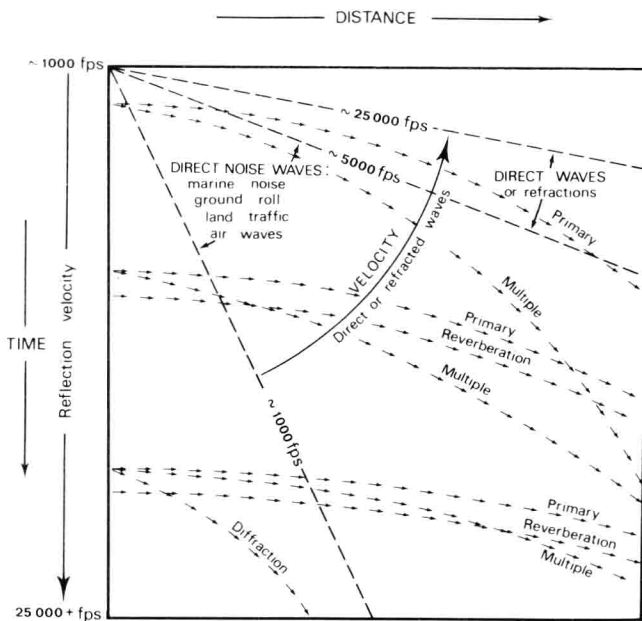 DISTANCE
~ 1000 fps
~ 25 000 fps
~ 5000 fps
DIRECT NOISE WAVES:
marine noise
ground roll
land traffic
air waves
DIRECT WAVES
or refractions
Primary
VELOCITY
Direct or refracted waves
Multiple
Primary
Reverberation
Multiple
TIME
Reflection velocity
~ 1000 fps
Primary
Reverberation
Multiple
Diffraction
25 000 + fps